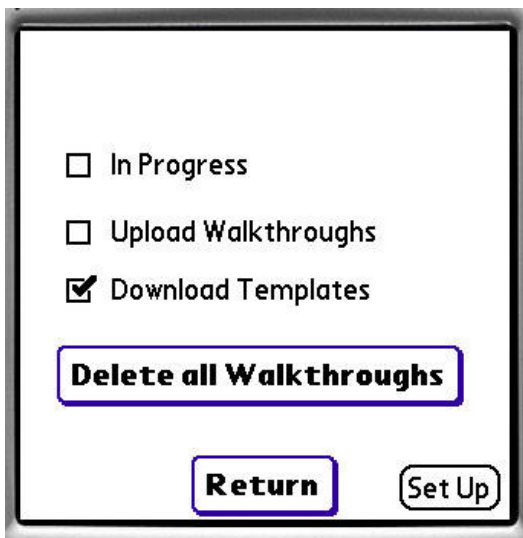 In Progress
Upload Walkthroughs
Download Templates
Delete all Walkthroughs
Return
Set Up